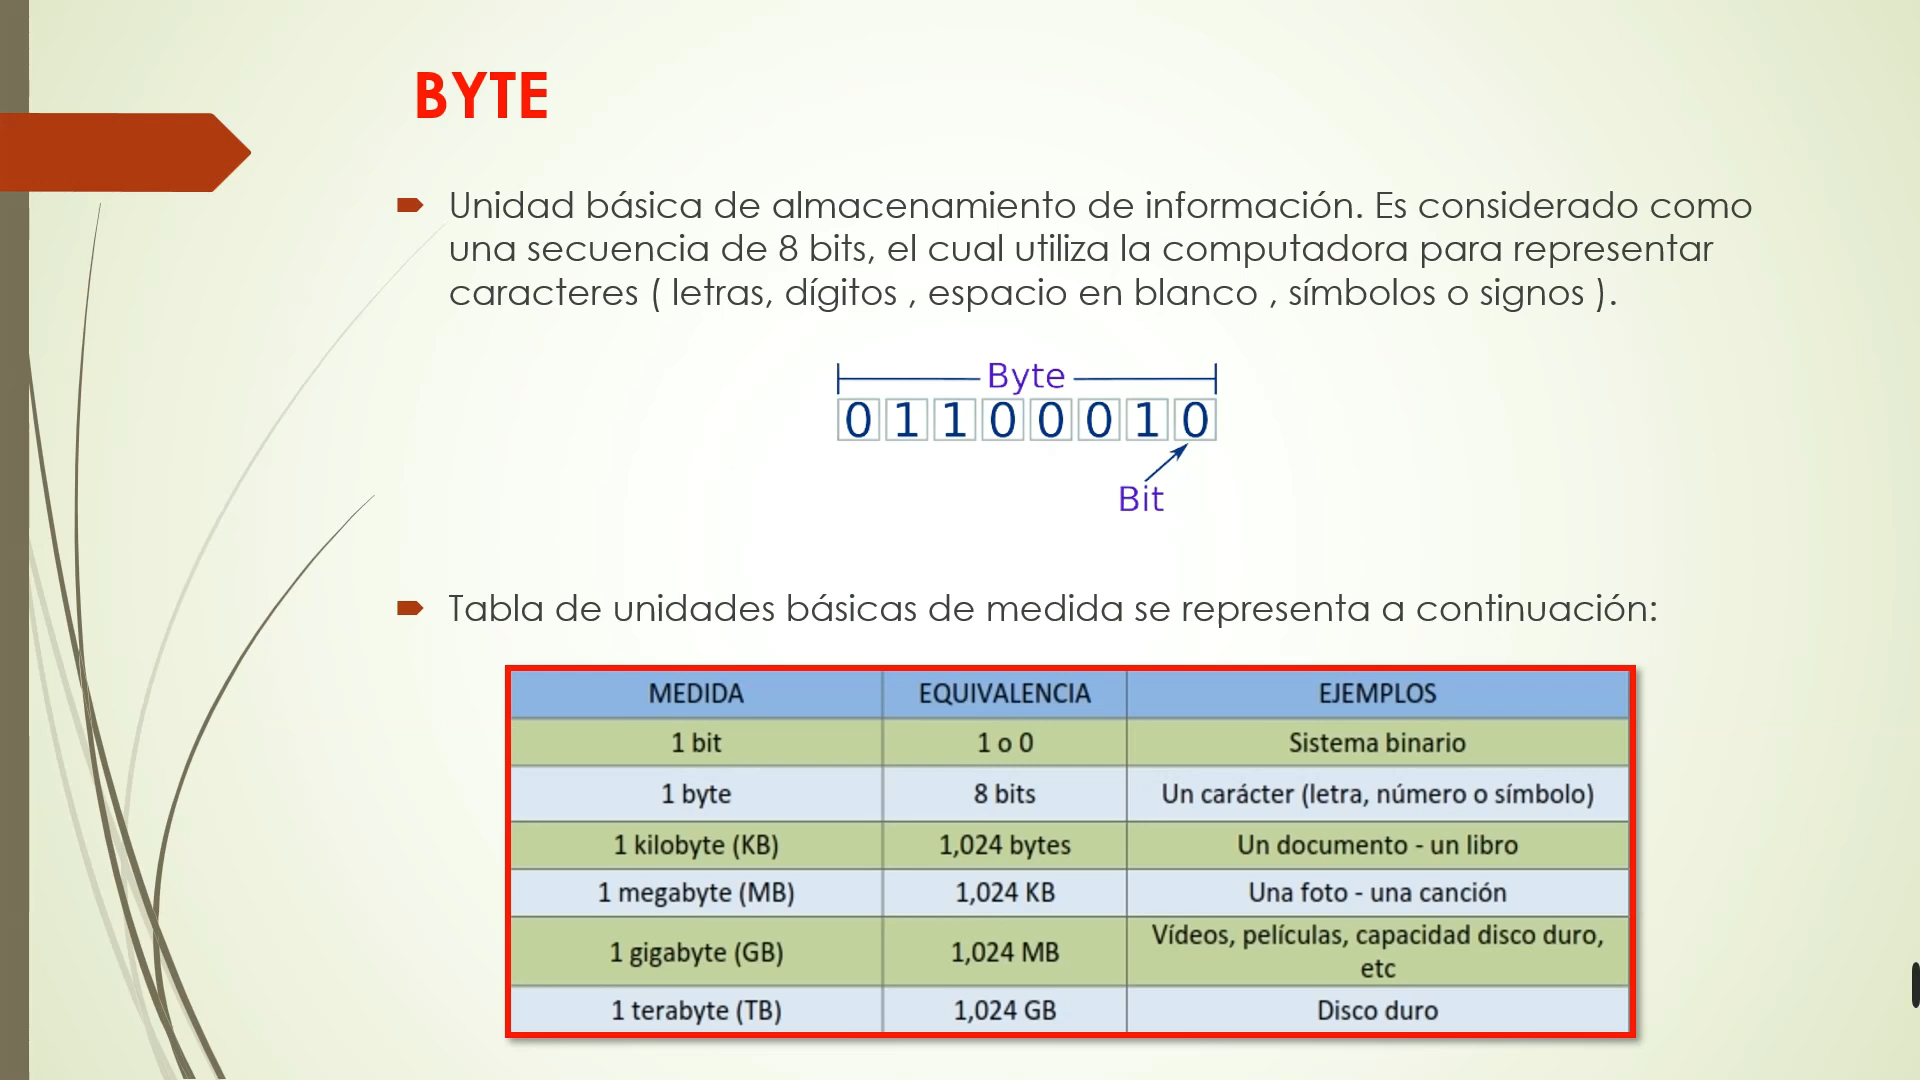 BYTE
Unidad básica de almacenamiento de información. Es considerado como
una secuencia de 8 bits, el cual utiliza la computadora para representar
caracteres ( letras, dígitos , espacio en blanco , símbolos o signos ).
Byte
0 1 1 0 0 0 1 0
Bit
Tabla de unidades básicas de medida se representa a continuación:
MEDIDA EQUIVALENCIA EJEMPLOS
1 bit 1 o 0 Sistema binario
1 byte 8 bits Un carácter (letra, número o símbolo)
1 kilobyte (KB) 1,024 bytes Un documento - un libro
1 megabyte (MB) 1,024 KB Una foto - una canción
1 gigabyte (GB) 1,024 MB Vídeos, películas, capacidad disco duro,
etc
1 terabyte (TB) 1,024 GB Disco duro